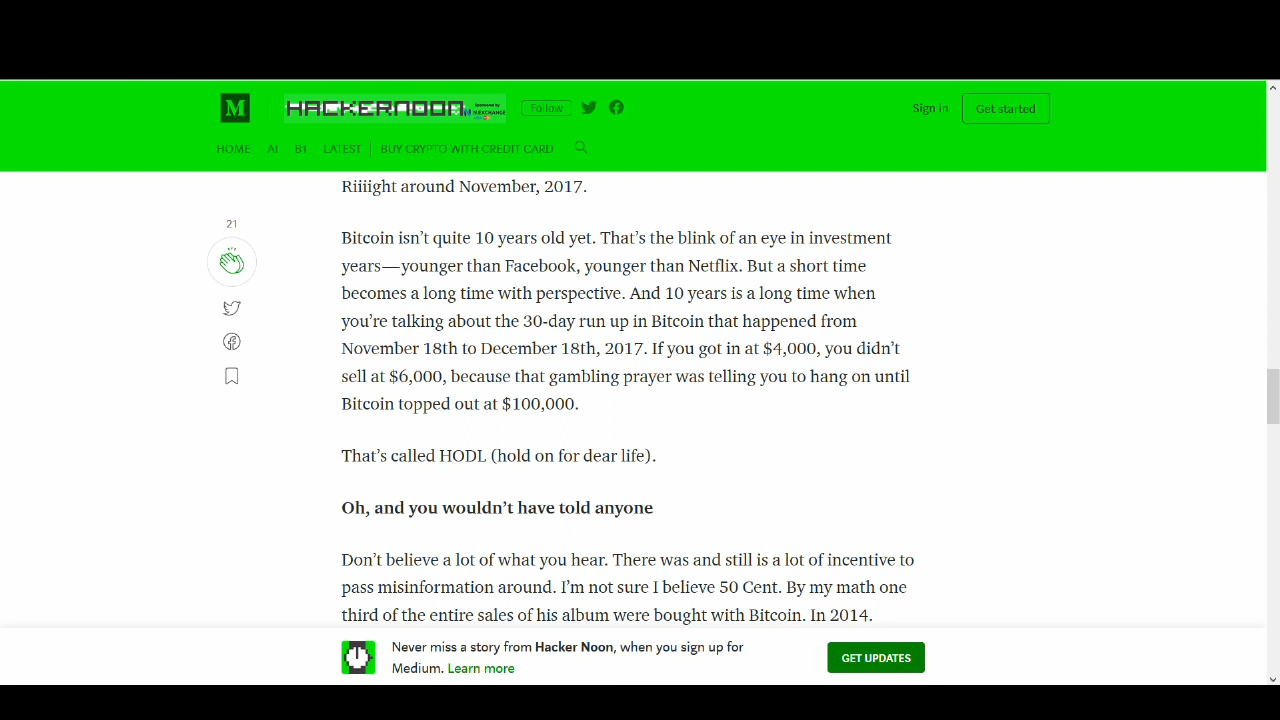 M
HACKERNOON
Sponsored by
Follow
Sign in
Get started
HOME AI B1 LATEST BUY CRYPTO WITH CREDIT CARD
Riiiight around November, 2017.
21
Bitcoin isn’t quite 10 years old yet. That’s the blink of an eye in investment
years—younger than Facebook, younger than Netflix. But a short time
becomes a long time with perspective. And 10 years is a long time when
you’re talking about the 30-day run up in Bitcoin that happened from
November 18th to December 18th, 2017. If you got in at $4,000, you didn’t
sell at $6,000, because that gambling prayer was telling you to hang on until
Bitcoin topped out at $100,000.
That’s called HODL (hold on for dear life).
Oh, and you wouldn’t have told anyone
Don’t believe a lot of what you hear. There was and still is a lot of incentive to
pass misinformation around. I’m not sure I believe 50 Cent. By my math one
third of the entire sales of his album were bought with Bitcoin. In 2014.
Never miss a story from Hacker Noon, when you sign up for
Medium. Learn more
GET UPDATES